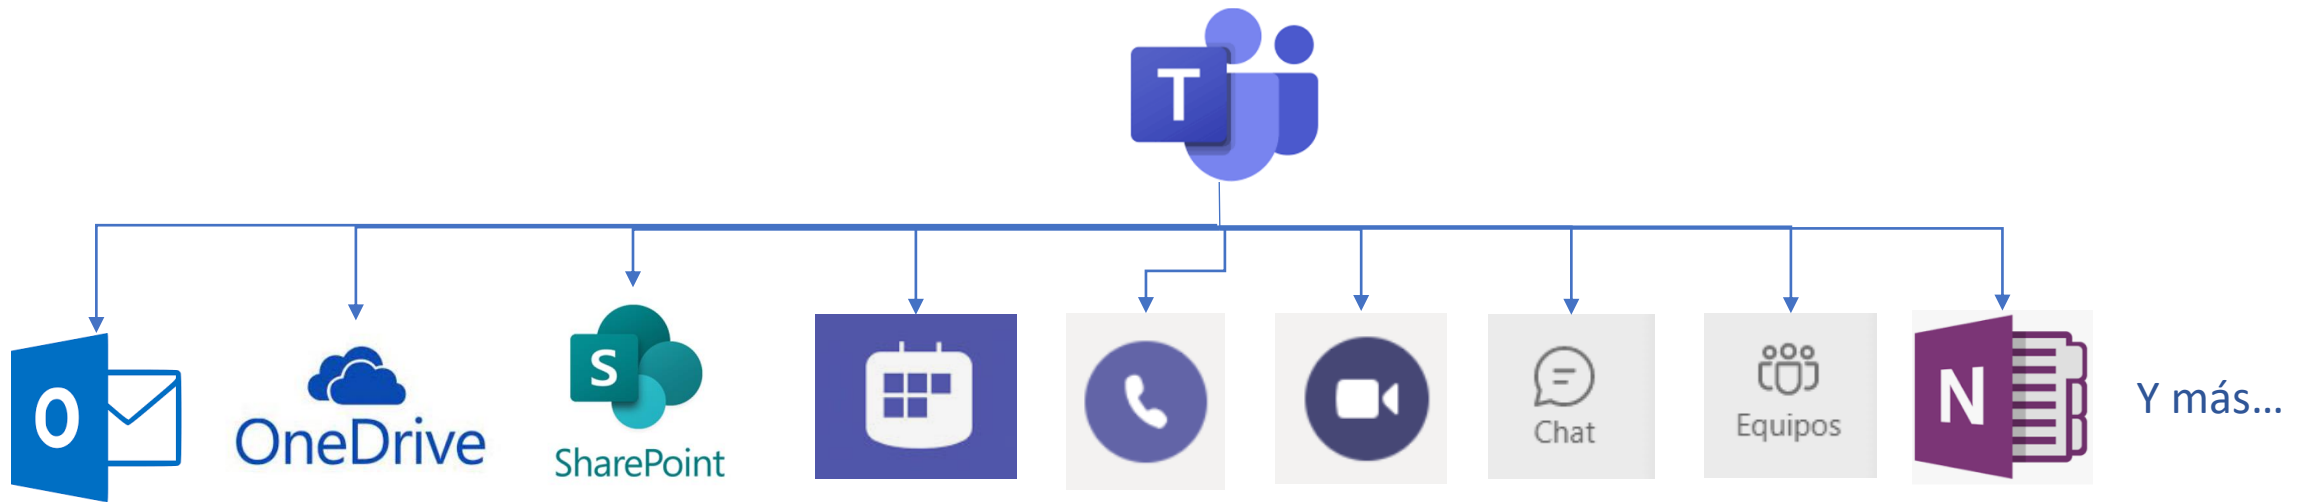 T
O
OneDrive
S
SharePoint
Chat
Equipos
N
Y más...